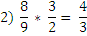 2) 8/9 * 3/2 = 4/3